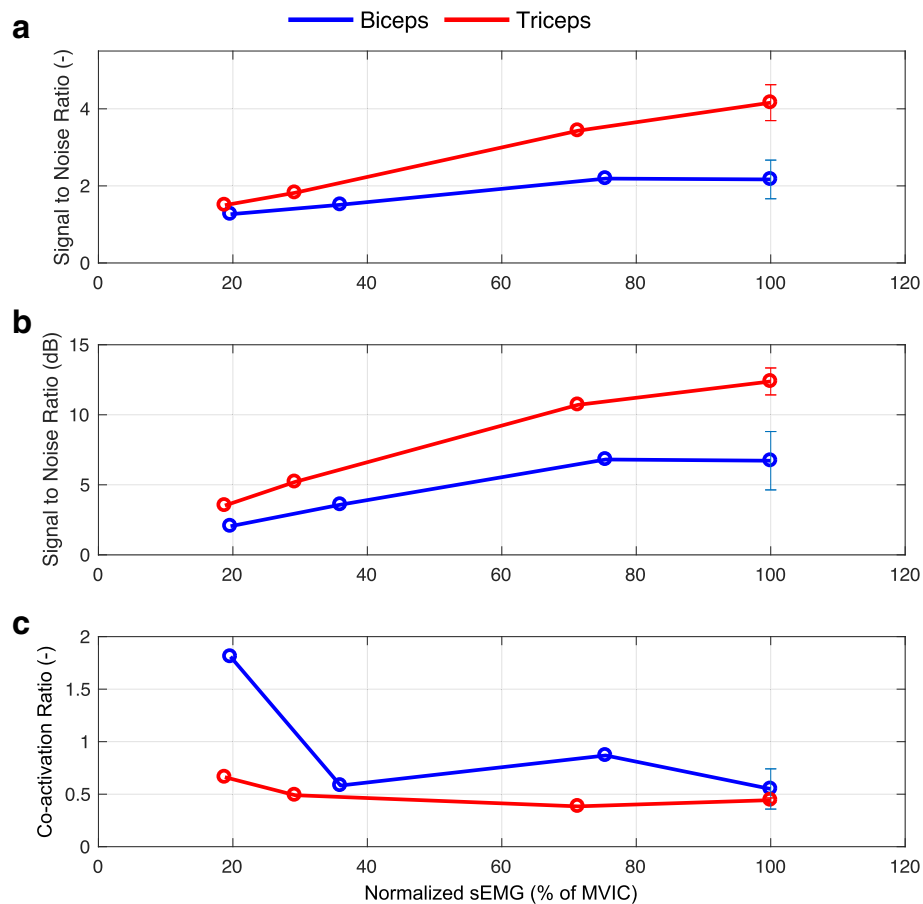 Biceps Triceps
a
Signal to Noise Ratio (-)
4
2
0
0 20 40 60 80 100 120
b
Signal to Noise Ratio (dB)
15
10
5
0
0 20 40 60 80 100 120
c
Co-activation Ratio (-)
2
1.5
1
0.5
0
0 20 40 60 80 100 120
Normalized sEMG (% of MVIC)